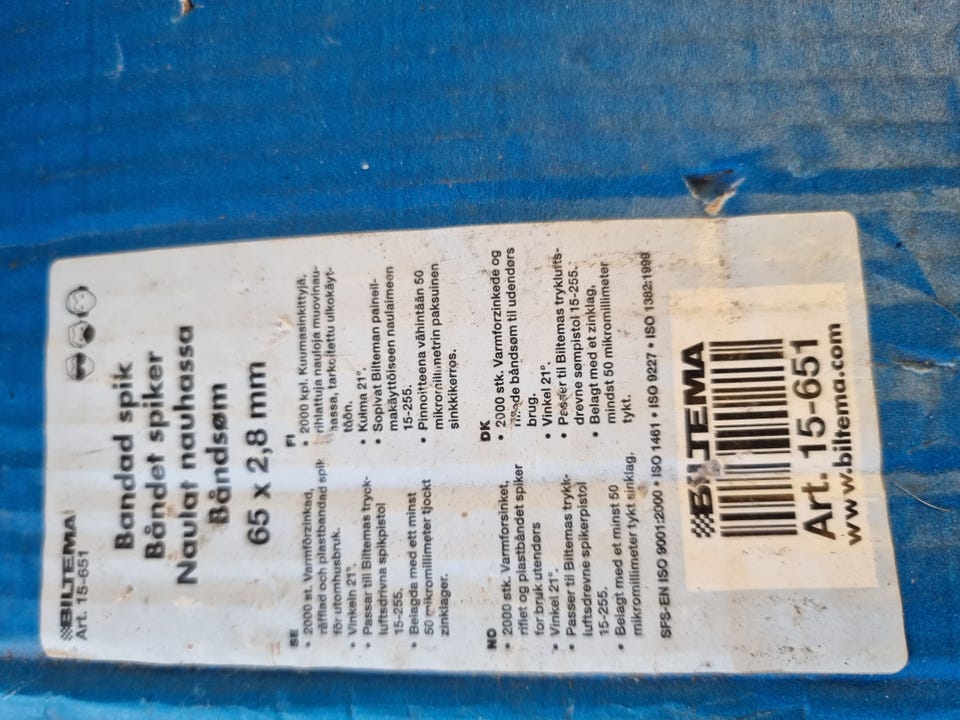 BILTEMA
Art. 15-651
Bandad spik
Båndet spiker
Naulat nauhassa
Båndsøm
65 x 2,8 mm
SE
• 2000 st. Varmförzinkad,
räfflad och plastbandad spik
för utomhusbruk.
• Vinkeln 21°.
• Passar till Biltemas tryck-
luftsdrivna spikpistol
15-255.
• Belagda med ett minst
50 mikromillimeter tjockt
zinklager.
FI
• 2000 kpl. Kuumasinkittyjä,
rihlattuja nauloja muovinau-
hassa, tarkoitettu ulkokäyt-
töön.
• Kulma 21°.
• Sopivat Bilteman paineil-
makäyttöiseen naulaimeen
15-255.
• Pinnoitteena vähintään 50
mikromillimetrin paksuinen
sinkkikerros.
NO
• 2000 stk. Varmforsinket,
riflet og plastbåndet spiker
for bruk utendørs
• Vinkel 21°.
• Passer til Biltemas trykk-
luftsdrevne spikerpistol
15-255.
• Belagt med et minst 50
mikromillimeter tykt sinklag.
DK
• 2000 stk. Varmforzinkede og
båndsøm til udendørs
brug.
• Vinkel 21°.
• Passer til Biltemas tryklufts-
drevne sømpistol 15-255.
• Belagt med et zinklag,
mindst 50 mikromillimeter
tykt.
SFS-EN ISO 9001:2000 • ISO 1461 • ISO 9227 • ISO 1382:1999
BILTEMA
Art. 15-651
www.biltema.com